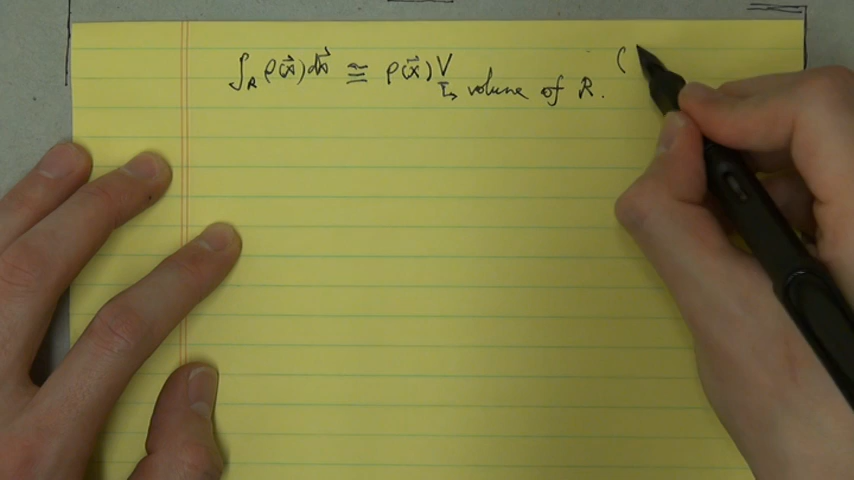 ∫_R ρ(x⃗) dx⃗ ≅ ρ(x⃗) V
↳ volume of R. (